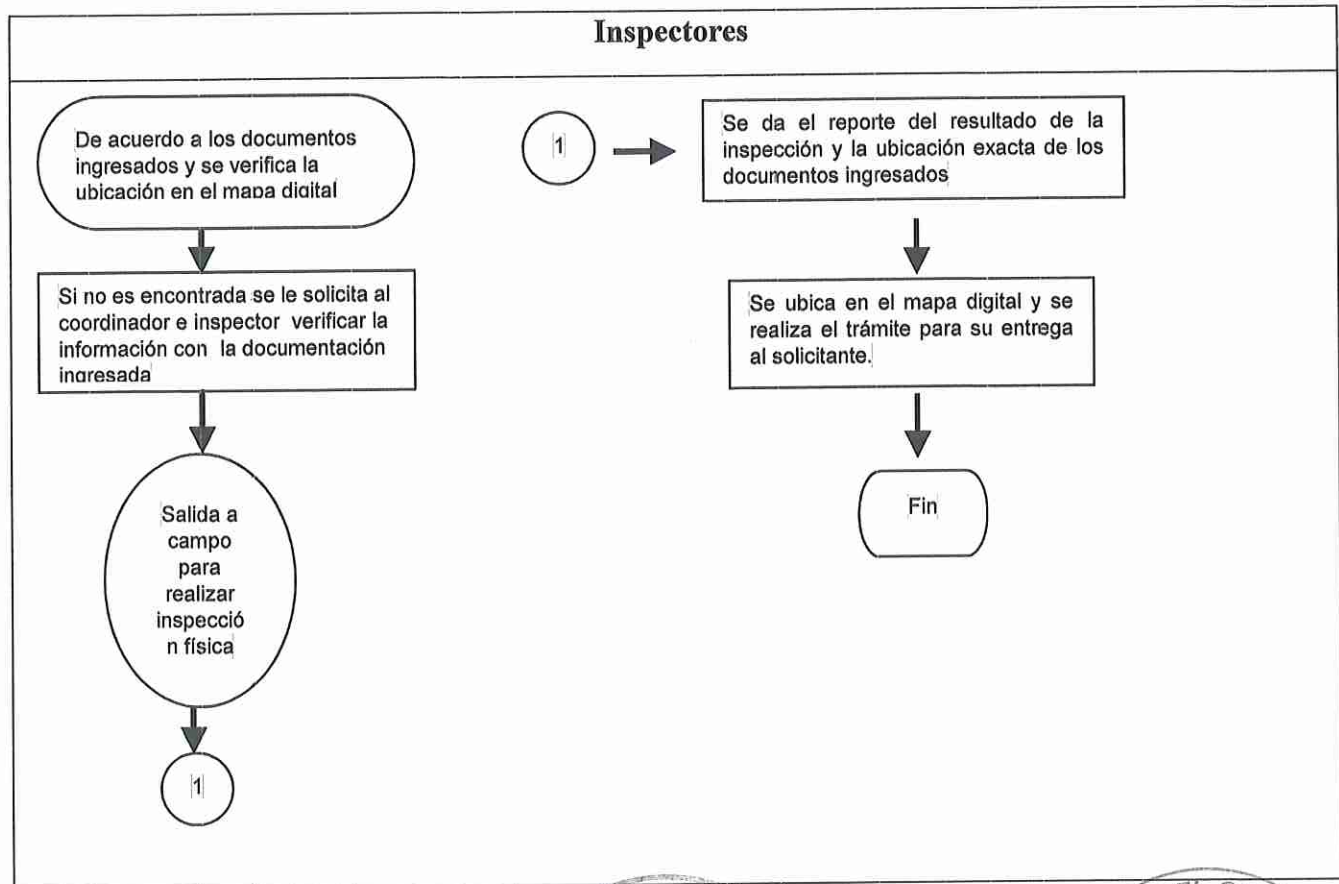 Inspectores
De acuerdo a los documentos
ingresados y se verifica la
ubicación en el mapa digital
Si no es encontrada se le solicita al
coordinador e inspector verificar la
información con la documentación
ingresada
Salida a
campo
para
realizar
inspecció
n física
1
1
Se da el reporte del resultado de la
inspección y la ubicación exacta de los
documentos ingresados
Se ubica en el mapa digital y se
realiza el trámite para su entrega
al solicitante.
Fin